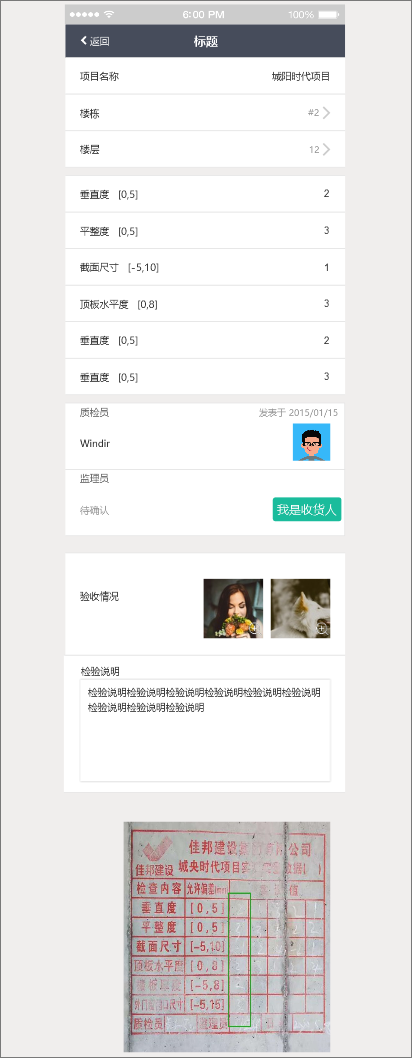 6:00 PM 100%
返回 标题
项目名称 城阳时代项目
楼栋 #2
楼层 12
垂直度 [0,5] 2
平整度 [0,5] 3
截面尺寸 [-5,10] 1
顶板水平度 [0,8] 3
垂直度 [0,5] 2
垂直度 [0,5] 3
质检员 发表于 2015/01/15
Windir
监理员
待确认 我是收货人
验收情况
检验说明
检验说明检验说明检验说明检验说明检验说明检验说明
检验说明检验说明检验说明
佳邦建设 公司
佳邦建设 城央时代项目实
检查内容 允许偏差(mm)
垂直度 [0,5]
平整度 [0,5]
截面尺寸 [-5,10]
顶板水平度 [0,8]
[-5,8]
[-5,15]
质检员